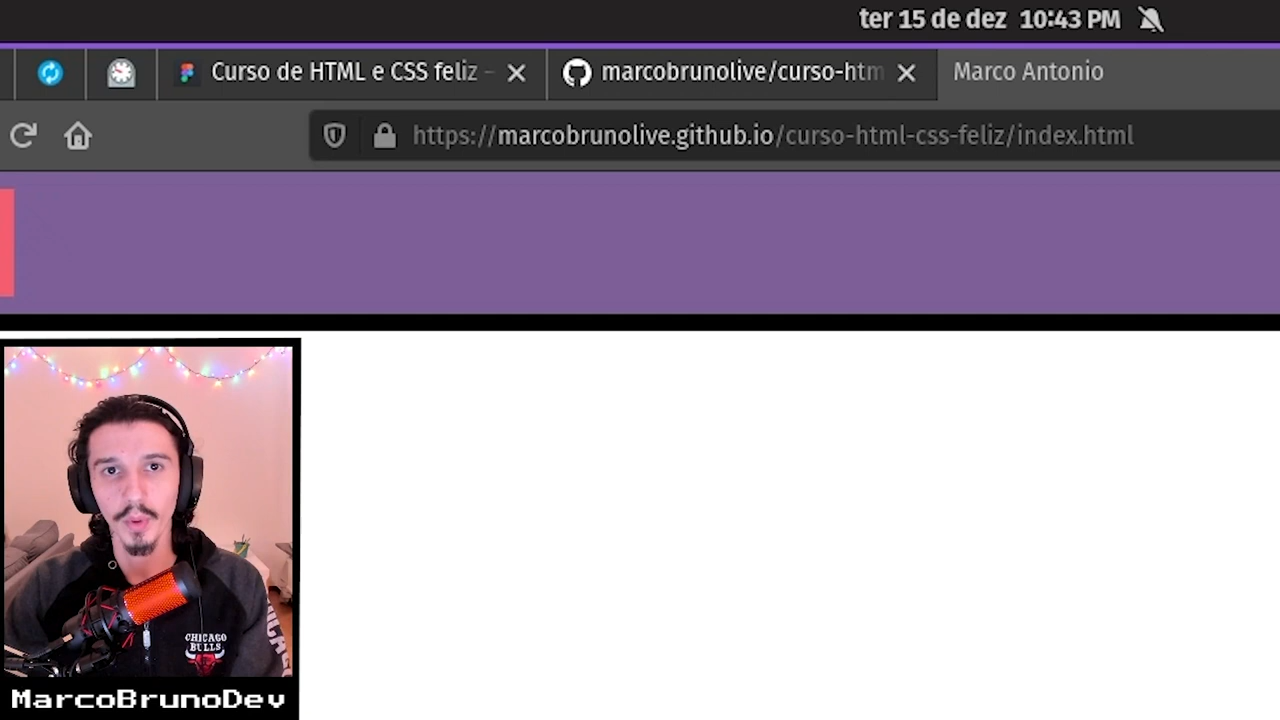 ter 15 de dez 10:43 PM
Curso de HTML e CSS feliz -
marcobrunolive/curso-htm
Marco Antonio
https://marcobrunolive.github.io/curso-html-css-feliz/index.html
CHICAGO
BULLS
MarcoBrunoDev